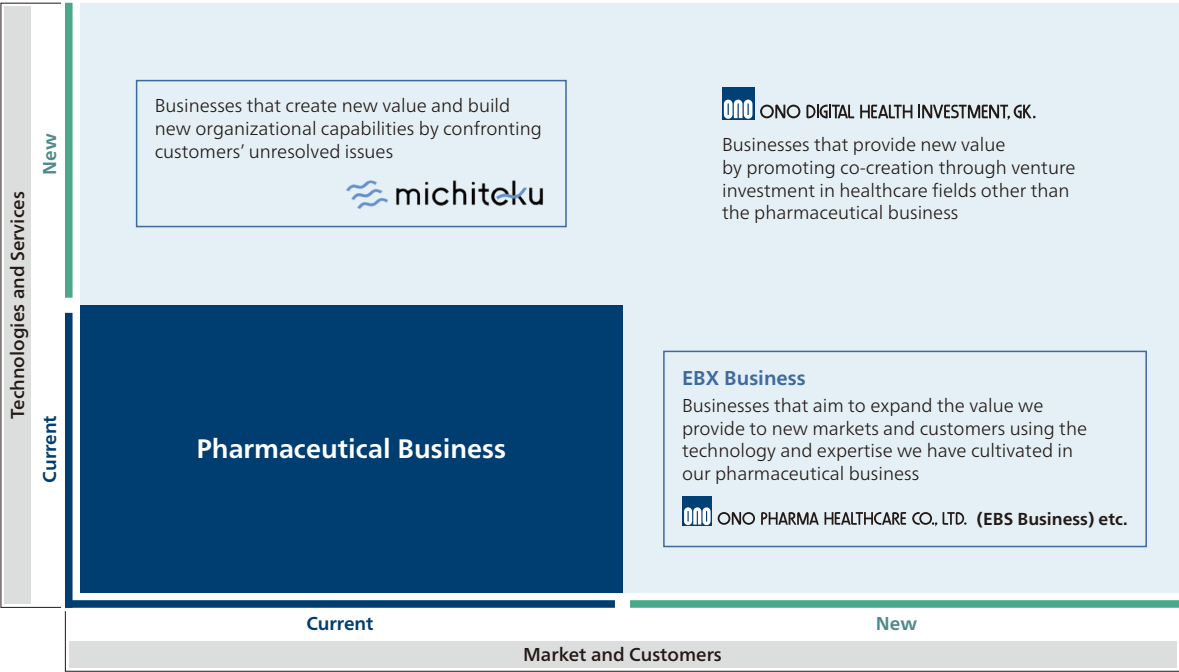 Technologies and Services
New
Current
Businesses that create new value and build
new organizational capabilities by confronting
customers' unresolved issues
michiteku
ono ONO DIGITAL HEALTH INVESTMENT, GK.
Businesses that provide new value
by promoting co-creation through venture
investment in healthcare fields other than
the pharmaceutical business
Pharmaceutical Business
EBX Business
Businesses that aim to expand the value we
provide to new markets and customers using the
technology and expertise we have cultivated in
our pharmaceutical business
ono ONO PHARMA HEALTHCARE CO., LTD. (EBS Business) etc.
Current
New
Market and Customers